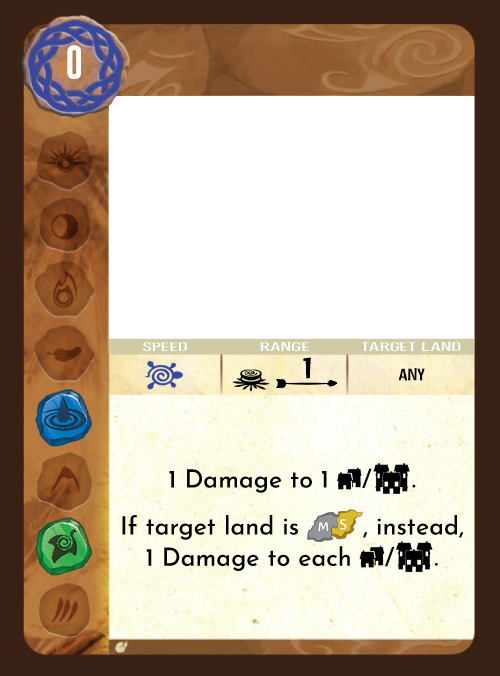 0
SPEED RANGE TARGET LAND
1 ANY
1 Damage to 1 / .
If target land is M S , instead,
1 Damage to each / .